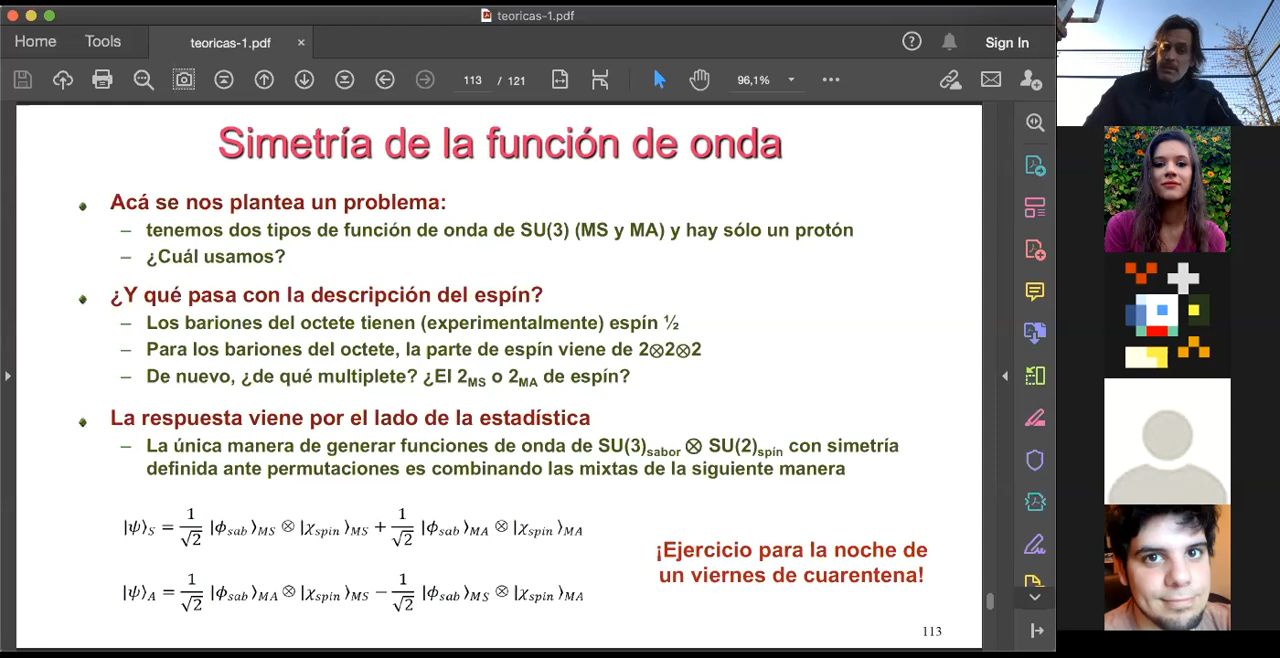 teoricas-1.pdf
Home
Tools
teoricas-1.pdf ×
Sign In
113 / 121
96,1%
Simetría de la función de onda
Acá se nos plantea un problema:
– tenemos dos tipos de función de onda de SU(3) (MS y MA) y hay sólo un protón
– ¿Cuál usamos?
¿Y qué pasa con la descripción del espín?
– Los bariones del octete tienen (experimentalmente) espín ½
– Para los bariones del octete, la parte de espín viene de 2⊗2⊗2
– De nuevo, ¿de qué multiplete? ¿El 2MS o 2MA de espín?
La respuesta viene por el lado de la estadística
– La única manera de generar funciones de onda de SU(3)sabor ⊗ SU(2)spín con simetría
definida ante permutaciones es combinando las mixtas de la siguiente manera
|ψ⟩S = 1/√2 |ϕsab⟩MS ⊗ |χspin⟩MS + 1/√2 |ϕsab⟩MA ⊗ |χspin⟩MA
|ψ⟩A = 1/√2 |ϕsab⟩MA ⊗ |χspin⟩MS − 1/√2 |ϕsab⟩MS ⊗ |χspin⟩MA
¡Ejercicio para la noche de
un viernes de cuarentena!
113